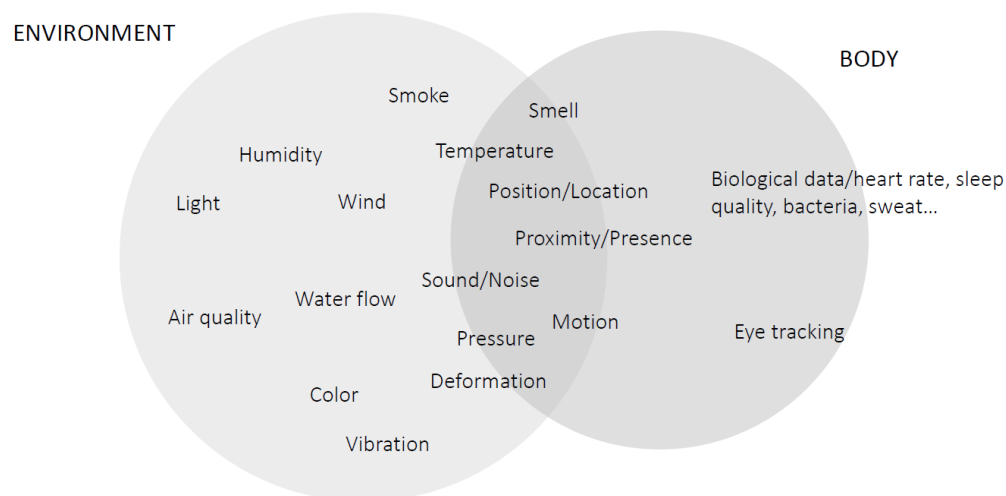 ENVIRONMENT
BODY
Smoke
Smell
Humidity
Temperature
Light
Wind
Position/Location
Biological data/heart rate, sleep
quality, bacteria, sweat…
Proximity/Presence
Sound/Noise
Water flow
Air quality
Motion
Pressure
Eye tracking
Color
Deformation
Vibration